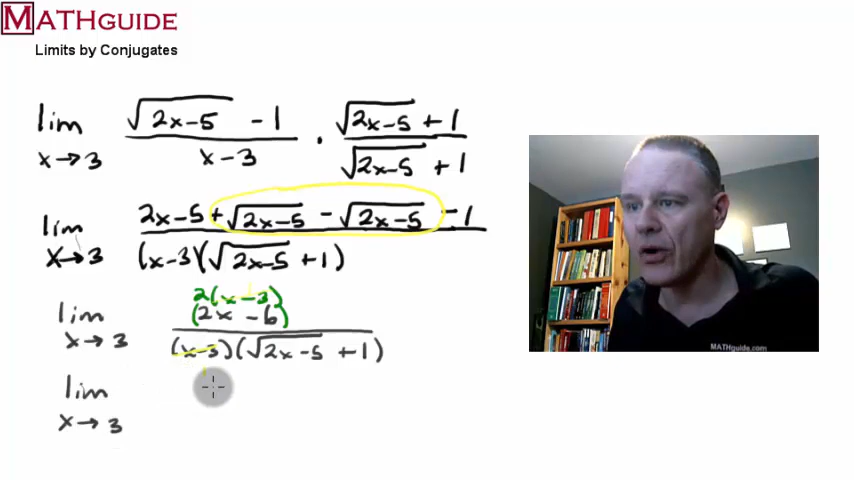 MATHGUIDE
Limits by Conjugates
lim x→3 (√(2x-5) - 1)/(x-3) · (√(2x-5) + 1)/(√(2x-5) + 1)
lim x→3 (2x-5 + √(2x-5) - √(2x-5) - 1)/((x-3)(√(2x-5) + 1))
2(x-3)
lim x→3 (2x - 6)/((x-3)(√(2x-5) + 1))
lim x→3
MATHguide.com